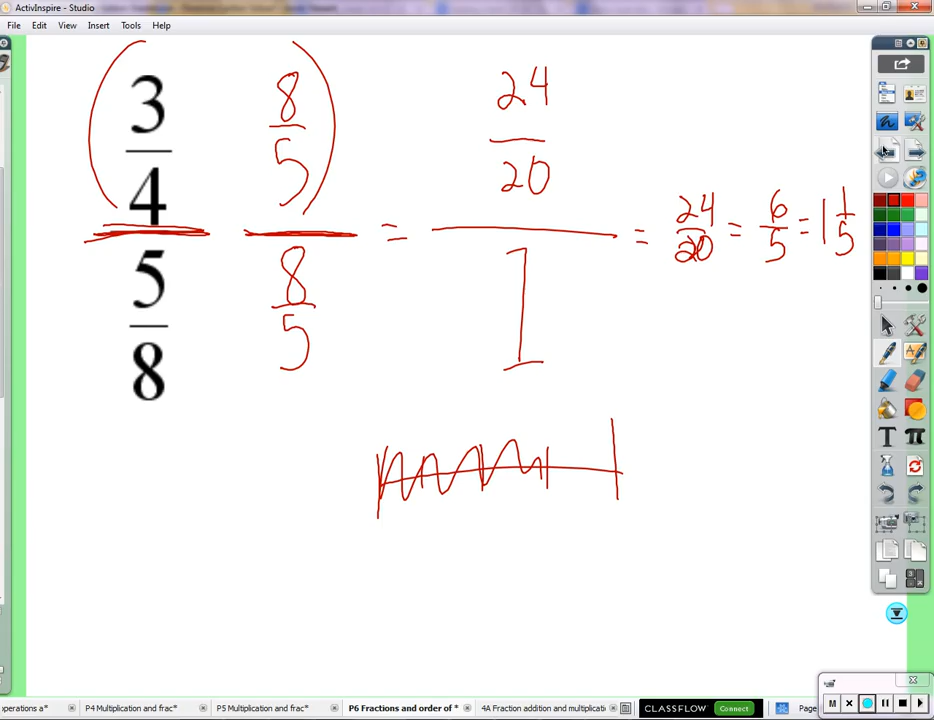 ActivInspire - Studio
File Edit View Insert Tools Help
3/4 8/5
5/8 8/5
=
24/20
1
= 24/20 = 6/5 = 1 1/5
T π
operations a* P4 Multiplication and frac* P5 Multiplication and frac* P6 Fractions and order of * 4A Fraction addition and multiplicatio CLASSFLOW Connect Page
M